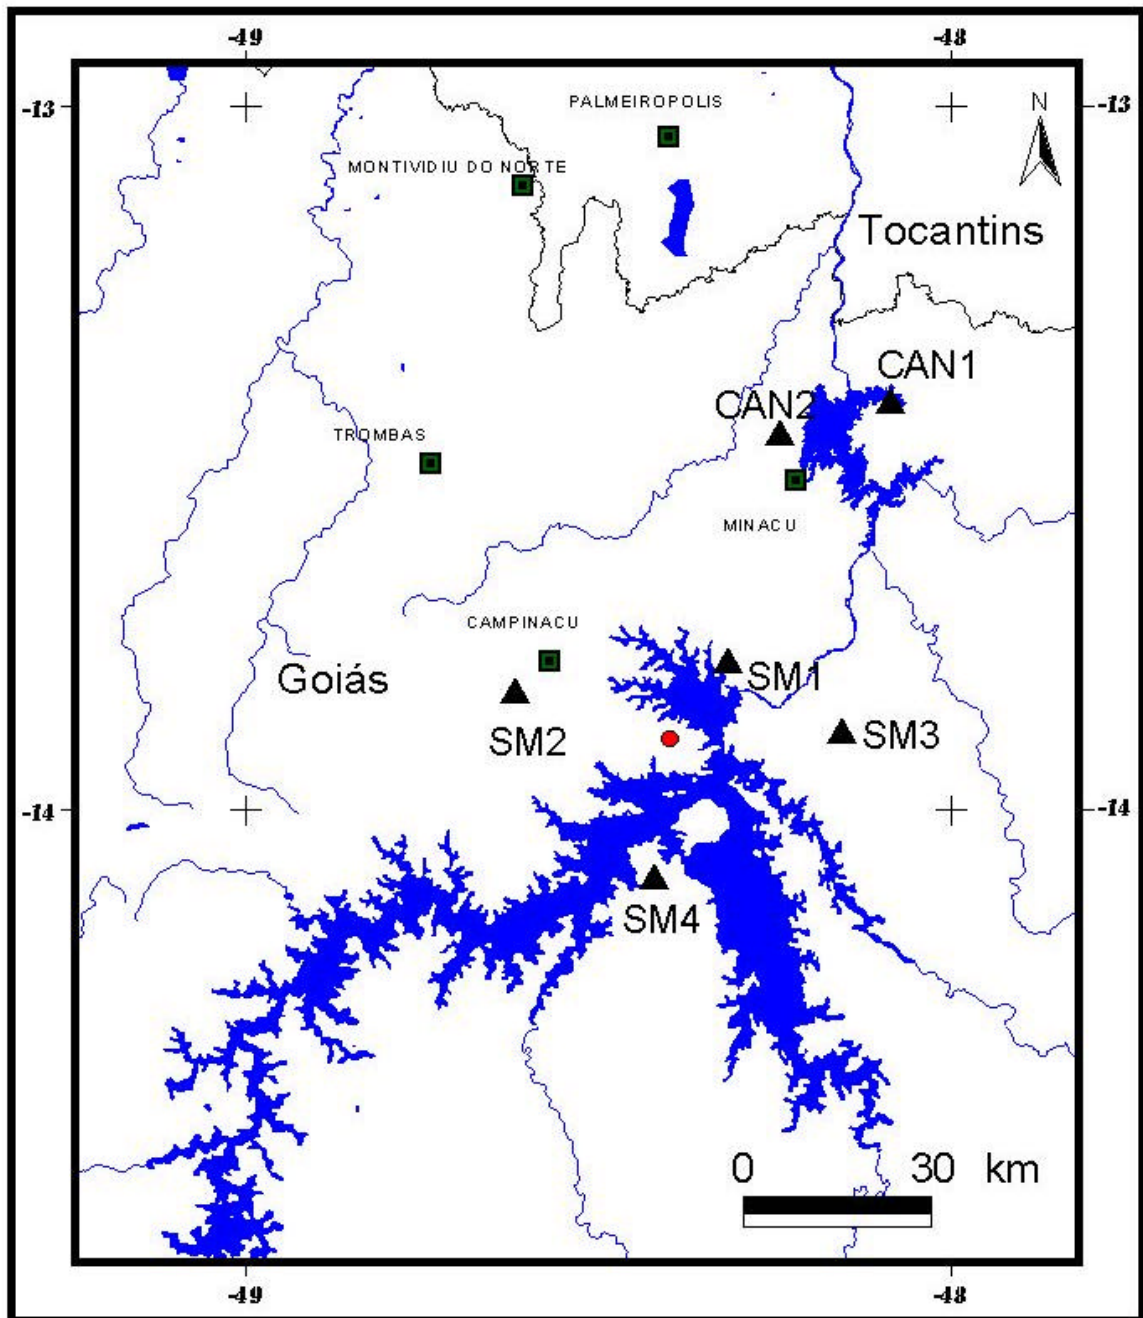 -49 -48
-13 -13
N
PALMEIROPOLIS
MONTIVIDIU DO NORTE
Tocantins
CAN1
CAN2
TROMBAS
MINACU
CAMPINACU
Goiás
SM1
SM2
SM3
-14 -14
SM4
0 30 km
-49 -48